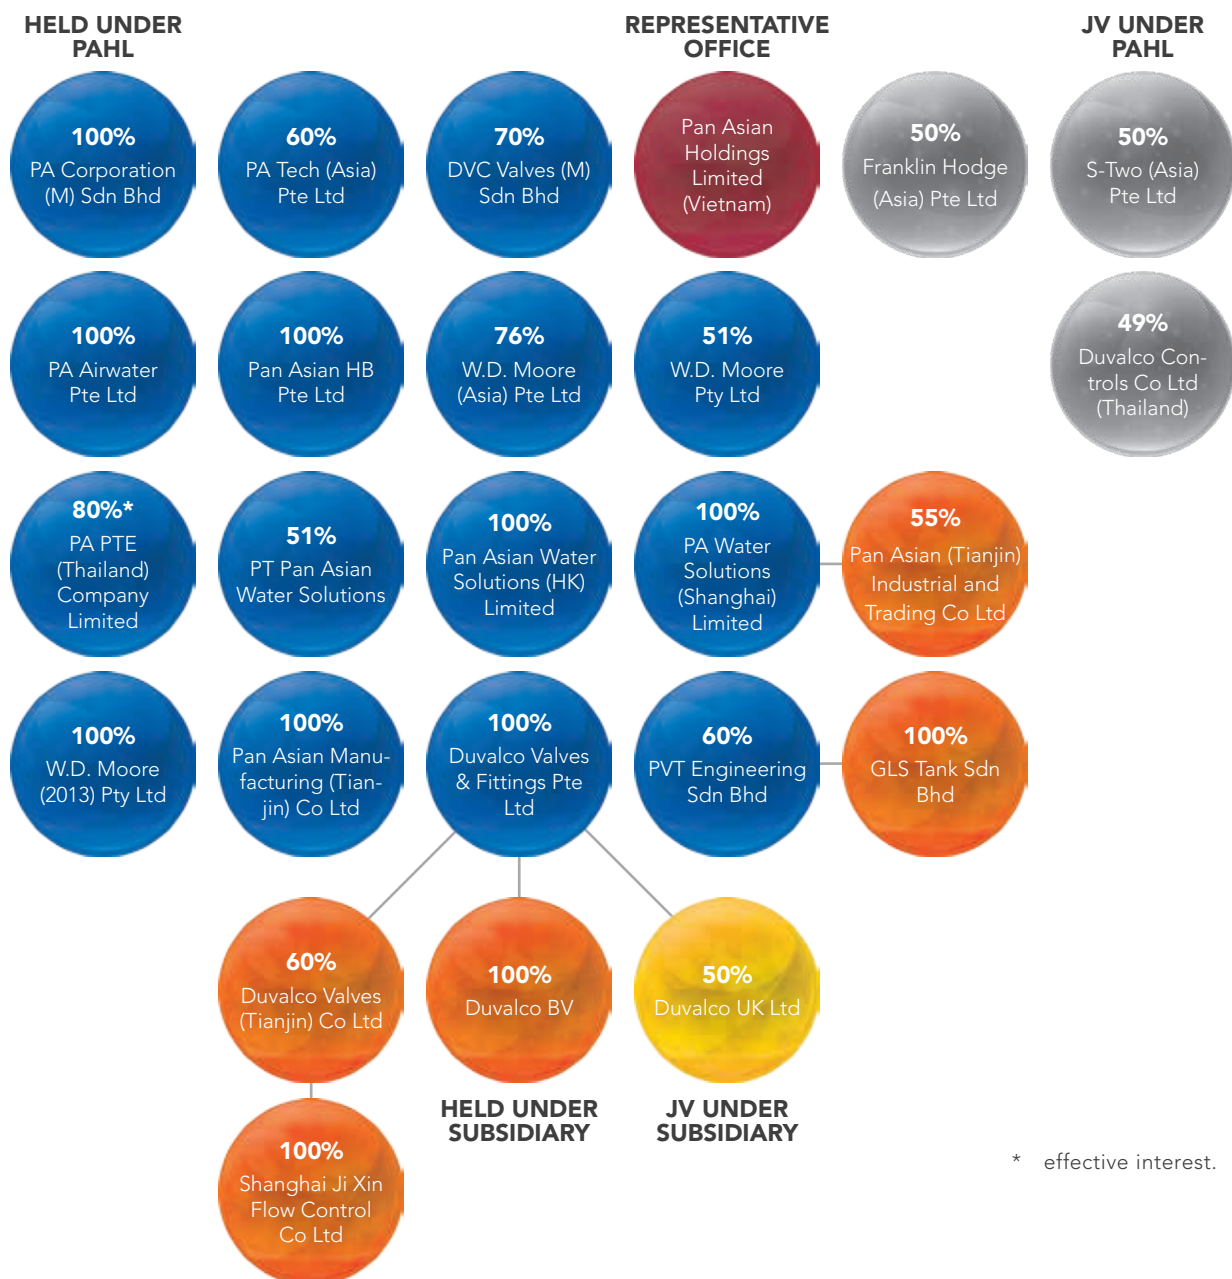 HELD UNDER
PAHL
REPRESENTATIVE
OFFICE
JV UNDER
PAHL
100%
PA Corporation
(M) Sdn Bhd
60%
PA Tech (Asia)
Pte Ltd
70%
DVC Valves (M)
Sdn Bhd
Pan Asian
Holdings
Limited
(Vietnam)
50%
Franklin Hodge
(Asia) Pte Ltd
50%
S-Two (Asia)
Pte Ltd
100%
PA Airwater
Pte Ltd
100%
Pan Asian HB
Pte Ltd
76%
W.D. Moore
(Asia) Pte Ltd
51%
W.D. Moore
Pty Ltd
49%
Duvalco Con-
trols Co Ltd
(Thailand)
80%*
PA PTE
(Thailand)
Company
Limited
51%
PT Pan Asian
Water Solutions
100%
Pan Asian Water
Solutions (HK)
Limited
100%
PA Water
Solutions
(Shanghai)
Limited
55%
Pan Asian (Tianjin)
Industrial and
Trading Co Ltd
100%
W.D. Moore
(2013) Pty Ltd
100%
Pan Asian Manu-
facturing (Tian-
jin) Co Ltd
100%
Duvalco Valves
& Fittings Pte
Ltd
60%
PVT Engineering
Sdn Bhd
100%
GLS Tank Sdn
Bhd
60%
Duvalco Valves
(Tianjin) Co Ltd
100%
Duvalco BV
50%
Duvalco UK Ltd
HELD UNDER
SUBSIDIARY
JV UNDER
SUBSIDIARY
100%
Shanghai Ji Xin
Flow Control
Co Ltd
* effective interest.